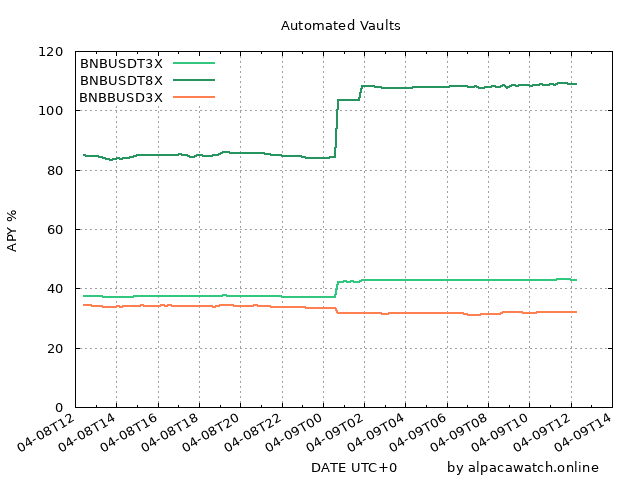 Automated Vaults
BNBUSDT3X
BNBUSDT8X
BNBBUSD3X
120
100
80
60
40
20
0
APY %
04-08T12 04-08T14 04-08T16 04-08T18 04-08T20 04-08T22 04-09T00 04-09T02 04-09T04 04-09T06 04-09T08 04-09T10 04-09T12 04-09T14
DATE UTC+0 by alpacawatch.online